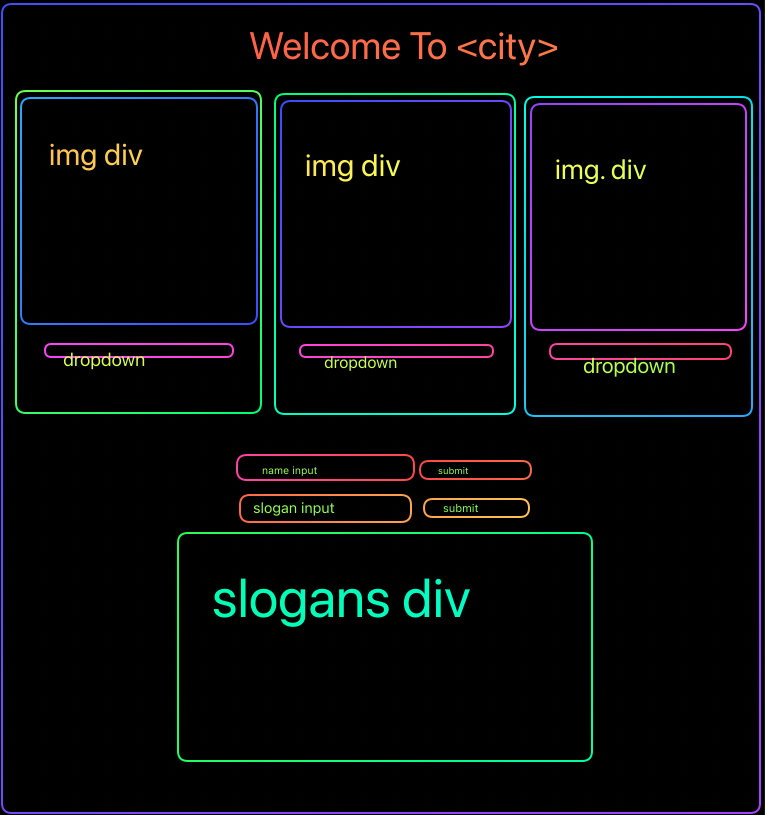 Welcome To <city>
img div
img div
img. div
dropdown
dropdown
dropdown
name input
submit
slogan input
submit
slogans div